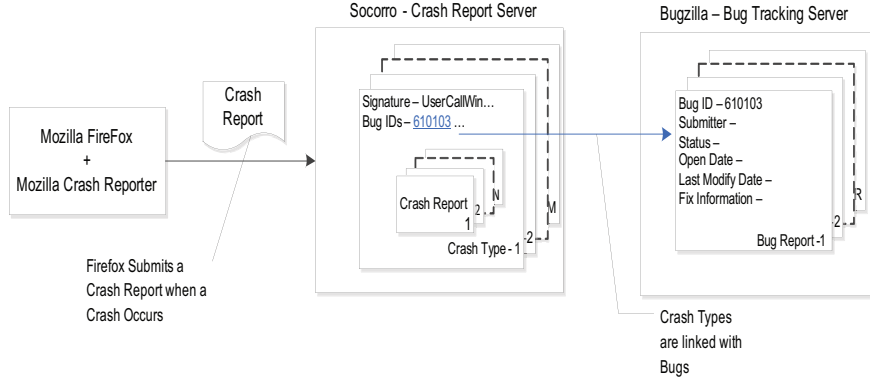 Socorro - Crash Report Server
Bugzilla – Bug Tracking Server
Mozilla FireFox
+
Mozilla Crash Reporter
Crash
Report
Signature – UserCallWin…
Bug IDs – 610103 …
Crash Report
1
2
N
Crash Type - 1
-2
M
Bug ID – 610103
Submitter –
Status –
Open Date –
Last Modify Date –
Fix Information –
Bug Report -1
-2
R
Firefox Submits a
Crash Report when a
Crash Occurs
Crash Types
are linked with
Bugs